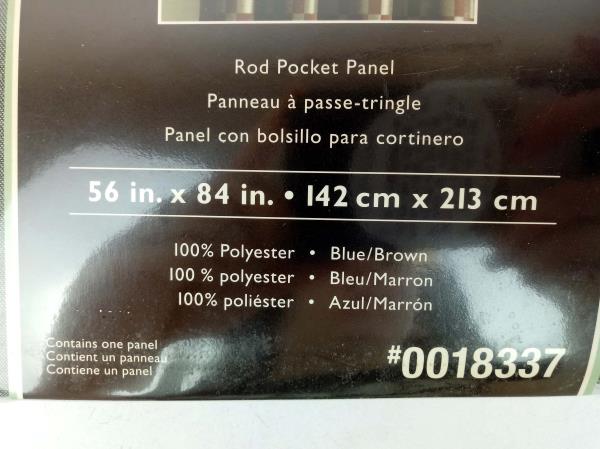 Rod Pocket Panel
Panneau à passe-tringle
Panel con bolsillo para cortinero
56 in. x 84 in. • 142 cm x 213 cm
100% Polyester • Blue/Brown
100 % polyester • Bleu/Marron
100% poliéster • Azul/Marrón
Contains one panel
Contient un panneau
Contiene un panel
#0018337